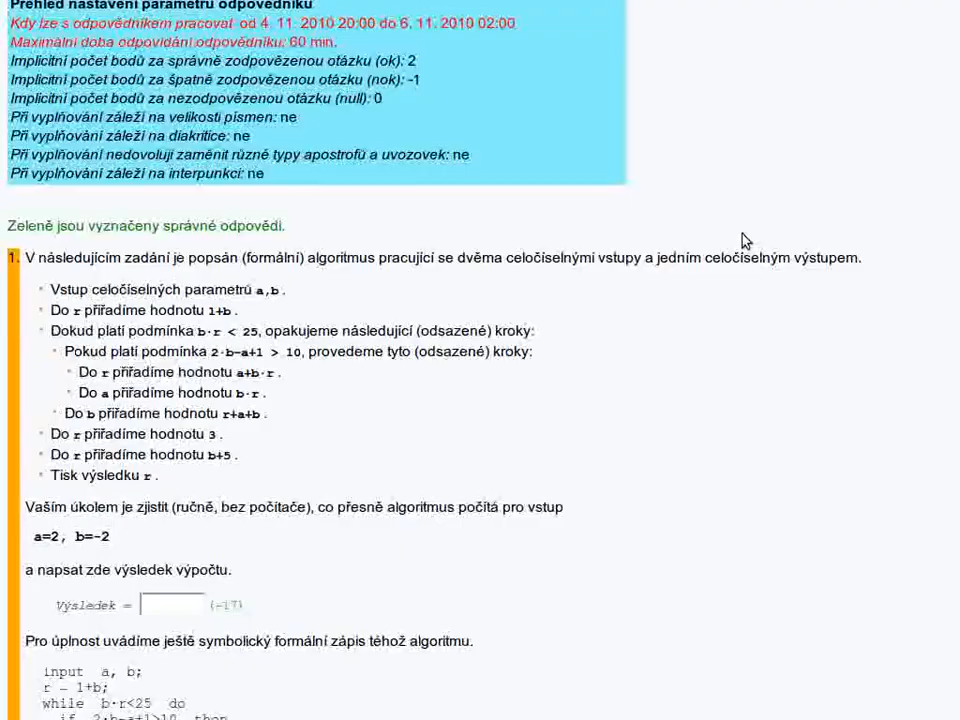 Přehled nastavení parametrů odpovědníku
Kdy lze s odpovědníkem pracovat: od 4. 11. 2010 20:00 do 6. 11. 2010 02:00
Maximální doba odpovídání odpovědníku: 60 min.
Implicitní počet bodů za správně zodpovězenou otázku (ok): 2
Implicitní počet bodů za špatně zodpovězenou otázku (nok): -1
Implicitní počet bodů za nezodpovězenou otázku (null): 0
Při vyplňování záleží na velikosti písmen: ne
Při vyplňování záleží na diakritice: ne
Při vyplňování nedovoluji zaměnit různé typy apostrofů a uvozovek: ne
Při vyplňování záleží na interpunkci: ne
Zeleně jsou vyznačeny správné odpovědi.
1. V následujícím zadání je popsán (formální) algoritmus pracující se dvěma celočíselnými vstupy a jedním celočíselným výstupem.
Vstup celočíselných parametrů a,b .
Do r přiřadíme hodnotu 1+b .
Dokud platí podmínka b·r < 25, opakujeme následující (odsazené) kroky:
Pokud platí podmínka 2·b-a+1 > 10, provedeme tyto (odsazené) kroky:
Do r přiřadíme hodnotu a+b·r .
Do a přiřadíme hodnotu b·r .
Do b přiřadíme hodnotu r+a+b .
Do r přiřadíme hodnotu 3 .
Do r přiřadíme hodnotu b+5 .
Tisk výsledku r .
Vaším úkolem je zjistit (ručně, bez počítače), co přesně algoritmus počítá pro vstup
a=2, b=-2
a napsat zde výsledek výpočtu.
Výsledek = (-17)
Pro úplnost uvádíme ještě symbolický formální zápis téhož algoritmu.
input a, b;
r = 1+b;
while b·r<25 do
if 2·b-a+1>10 then